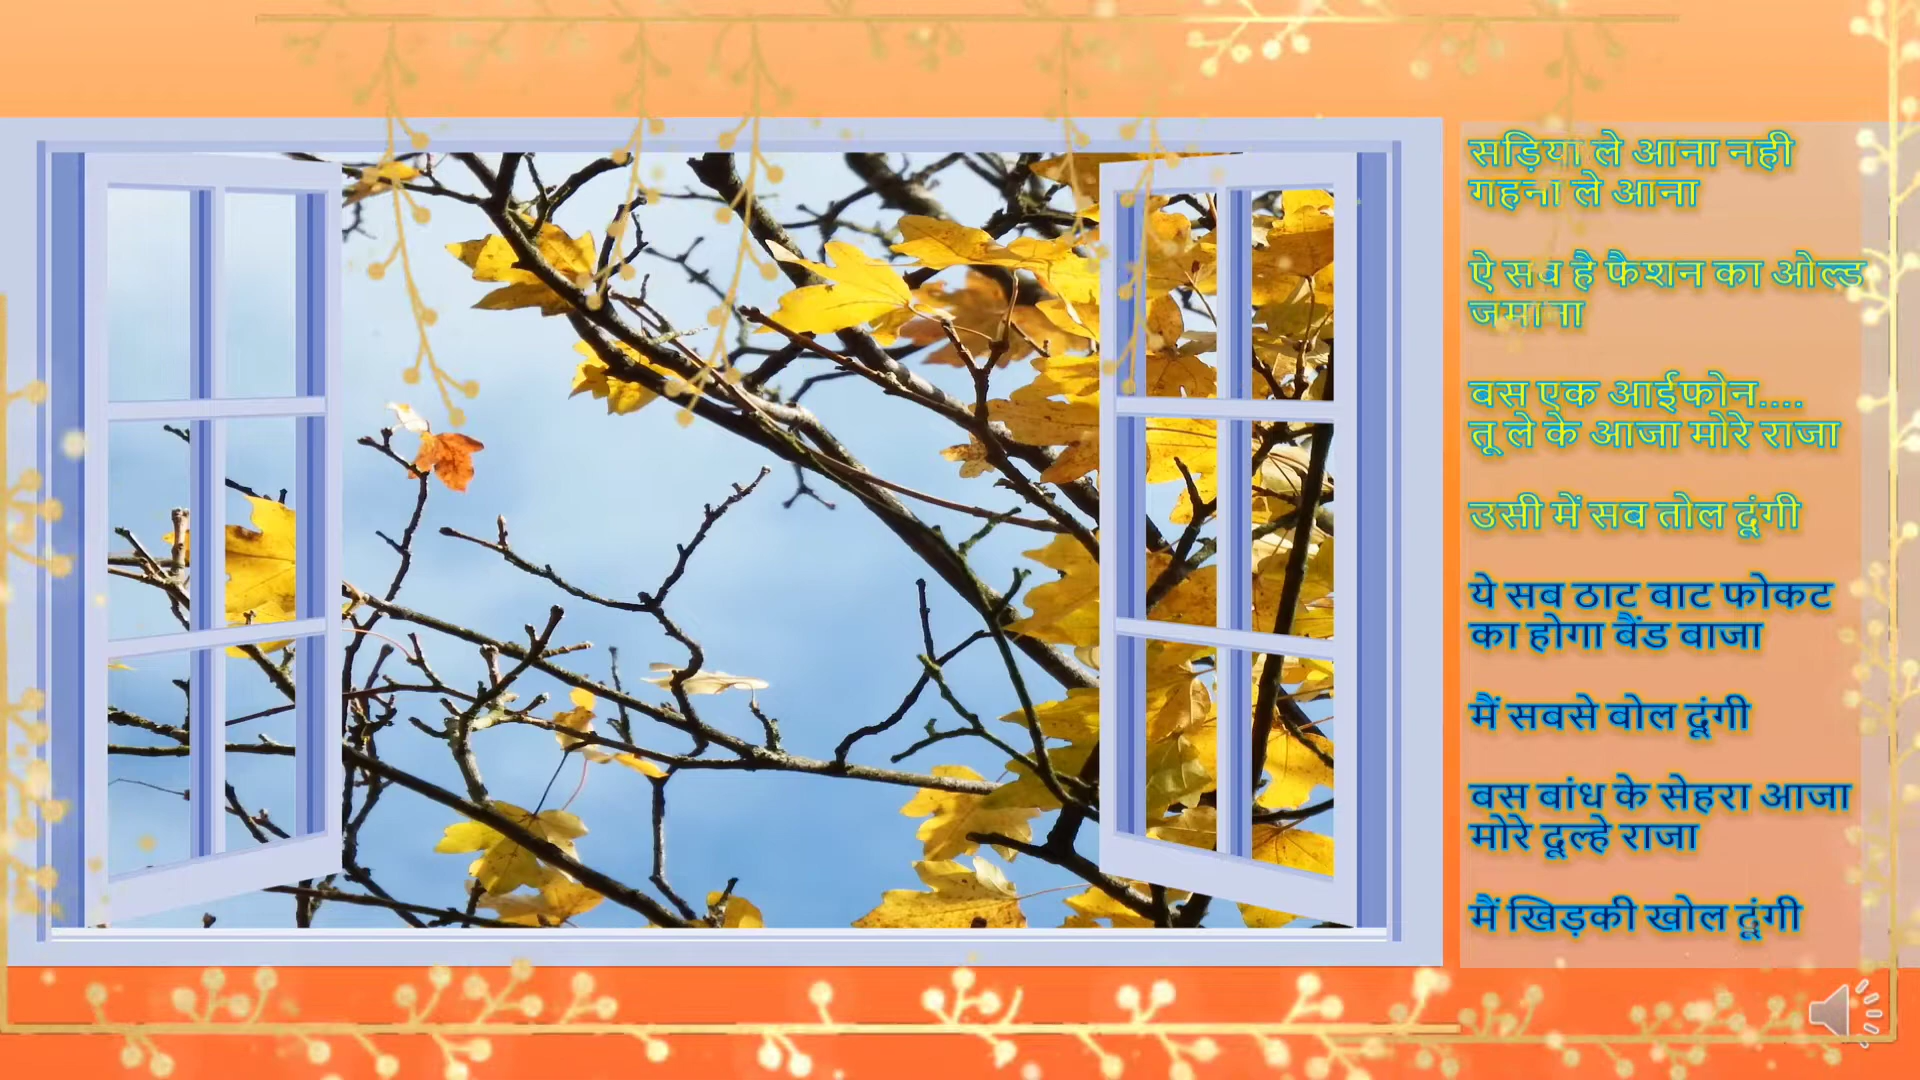 सड़िया ले आना नही
गहना ले आना
ऐ सब है फैशन का ओल्ड
जमाना
बस एक आईफोन....
तू ले के आजा मोरे राजा
उसी में सब तोल दूंगी
ये सब ठाट बाट फोकट
का होगा बैंड बाजा
मैं सबसे बोल दूंगी
बस बांध के सेहरा आजा
मोरे दूल्हे राजा
मैं खिड़की खोल दूंगी